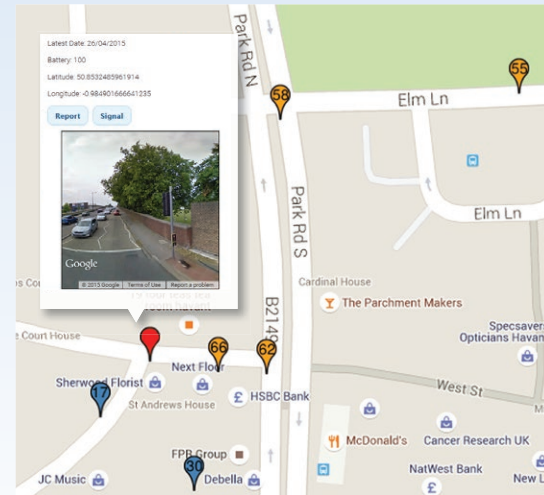 Latest Date: 26/04/2015
Battery: 100
Latitude: 50.8532485961914
Longitude: -0.984901666641235
Report Signal
Google
© 2015 Google Terms of Use Report a problem
Park Rd N
58
55
Elm Ln
Elm Ln
Park Rd S
B2149
Cardinal House
The Parchment Makers
room havant
e Court House
66
62
Next Floor
Specsavers
Opticians Havan
Sherwood Florist
17
St Andrews House
HSBC Bank
West St
McDonald's
Cancer Research UK
FPB Group
30
NatWest Bank
JC Music
Debella
New L